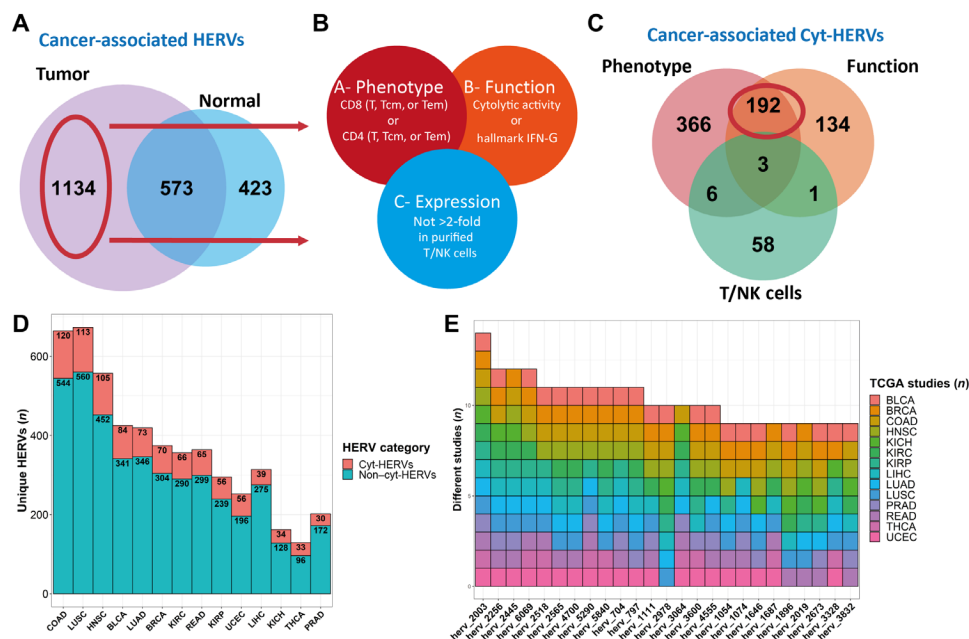 A
Cancer-associated HERVs
Tumor
Normal
1134
573
423
B
A- Phenotype
CD8 (T, Tcm, or Tem)
or
CD4 (T, Tcm, or Tem)
B- Function
Cytolytic activity
or
hallmark IFN-G
C- Expression
Not >2-fold
in purified
T/NK cells
C
Cancer-associated Cyt-HERVs
Phenotype
Function
366
192
134
3
6
1
58
T/NK cells
D
Unique HERVs (n)
600
400
200
0
120
544
113
560
105
452
84
341
73
346
70
304
66
290
65
299
56
239
56
196
39
275
34
128
33
96
30
172
COAD
LUSC
HNSC
BLCA
LUAD
BRCA
KIRC
READ
KIRP
UCEC
LIHC
KICH
THCA
PRAD
HERV category
Cyt-HERVs
Non–cyt-HERVs
E
Different studies (n)
10
5
0
herv_2003
herv_2256
herv_2445
herv_6069
herv_2518
herv_2565
herv_4700
herv_5290
herv_5840
herv_704
herv_797
herv_1111
herv_2978
herv_3064
herv_3600
herv_4555
herv_1054
herv_1074
herv_1646
herv_1687
herv_1896
herv_2019
herv_2673
herv_3328
herv_3832
TCGA studies (n)
BLCA
BRCA
COAD
HNSC
KICH
KIRC
KIRP
LIHC
LUAD
LUSC
PRAD
READ
THCA
UCEC